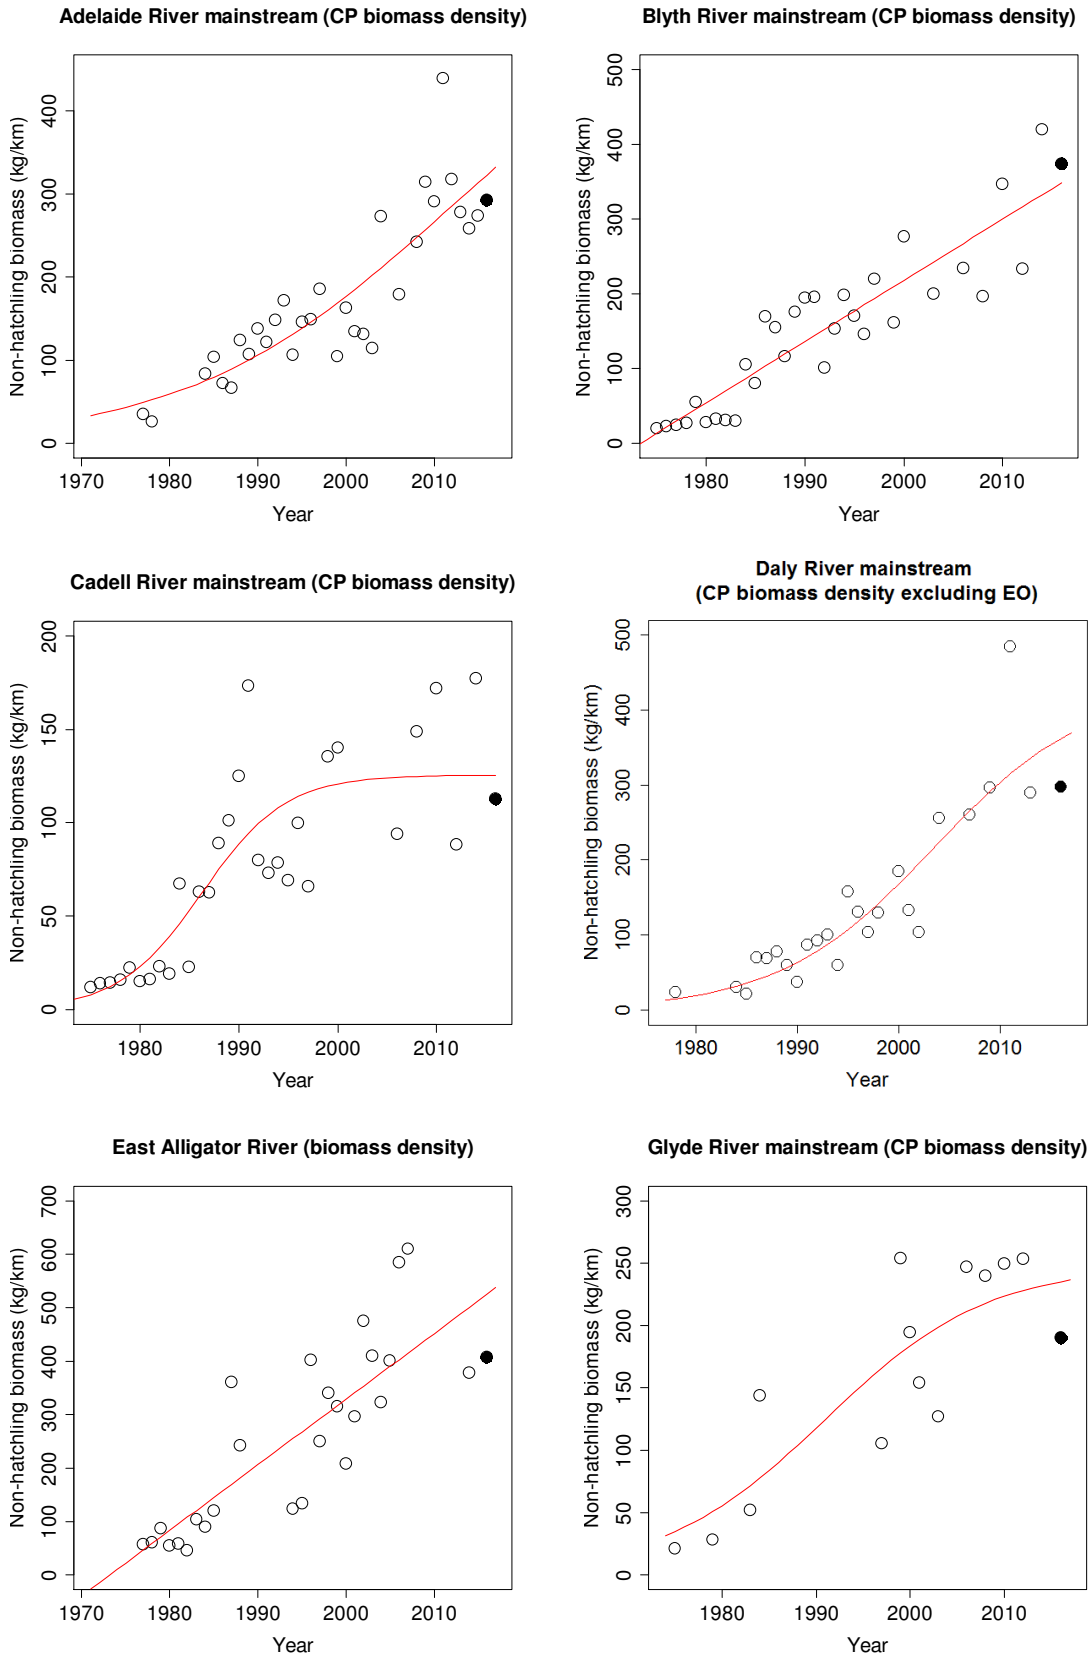 Adelaide River mainstream (CP biomass density)
Non-hatchling biomass (kg/km)
400
300
200
100
0
1970 1980 1990 2000 2010
Year
Blyth River mainstream (CP biomass density)
Non-hatchling biomass (kg/km)
500
400
300
200
100
0
1980 1990 2000 2010
Year
Cadell River mainstream (CP biomass density)
Non-hatchling biomass (kg/km)
200
150
100
50
0
1980 1990 2000 2010
Year
Daly River mainstream
(CP biomass density excluding EO)
Non-hatchling biomass (kg/km)
500
400
300
200
100
0
1980 1990 2000 2010
Year
East Alligator River (biomass density)
Non-hatchling biomass (kg/km)
700
600
500
400
300
200
100
0
1970 1980 1990 2000 2010
Year
Glyde River mainstream (CP biomass density)
Non-hatchling biomass (kg/km)
300
250
200
150
100
50
0
1980 1990 2000 2010
Year